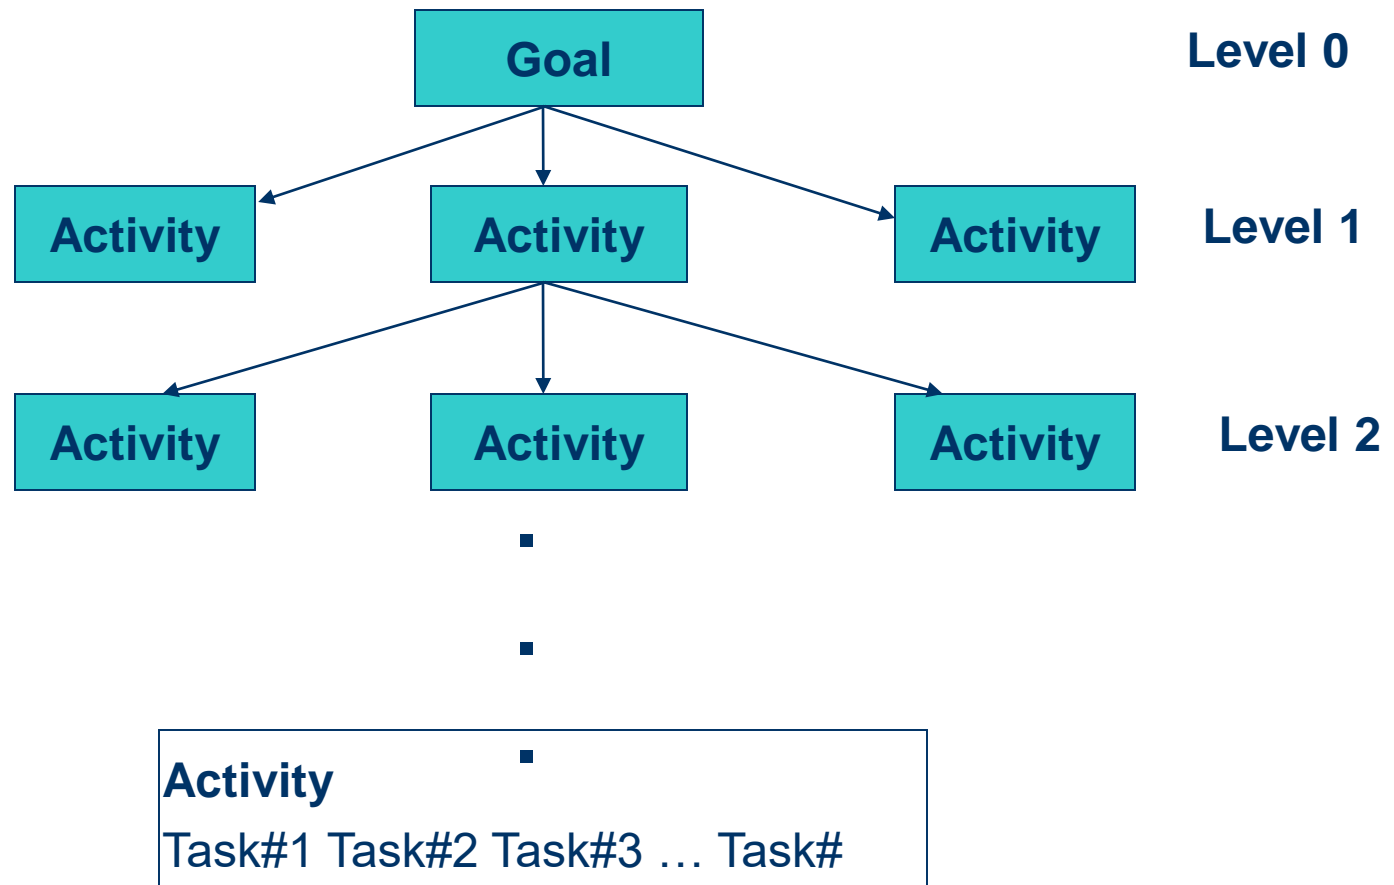 Goal Level 0
Activity Activity Activity Level 1
Activity Activity Activity Level 2
Activity
Task#1 Task#2 Task#3 … Task#